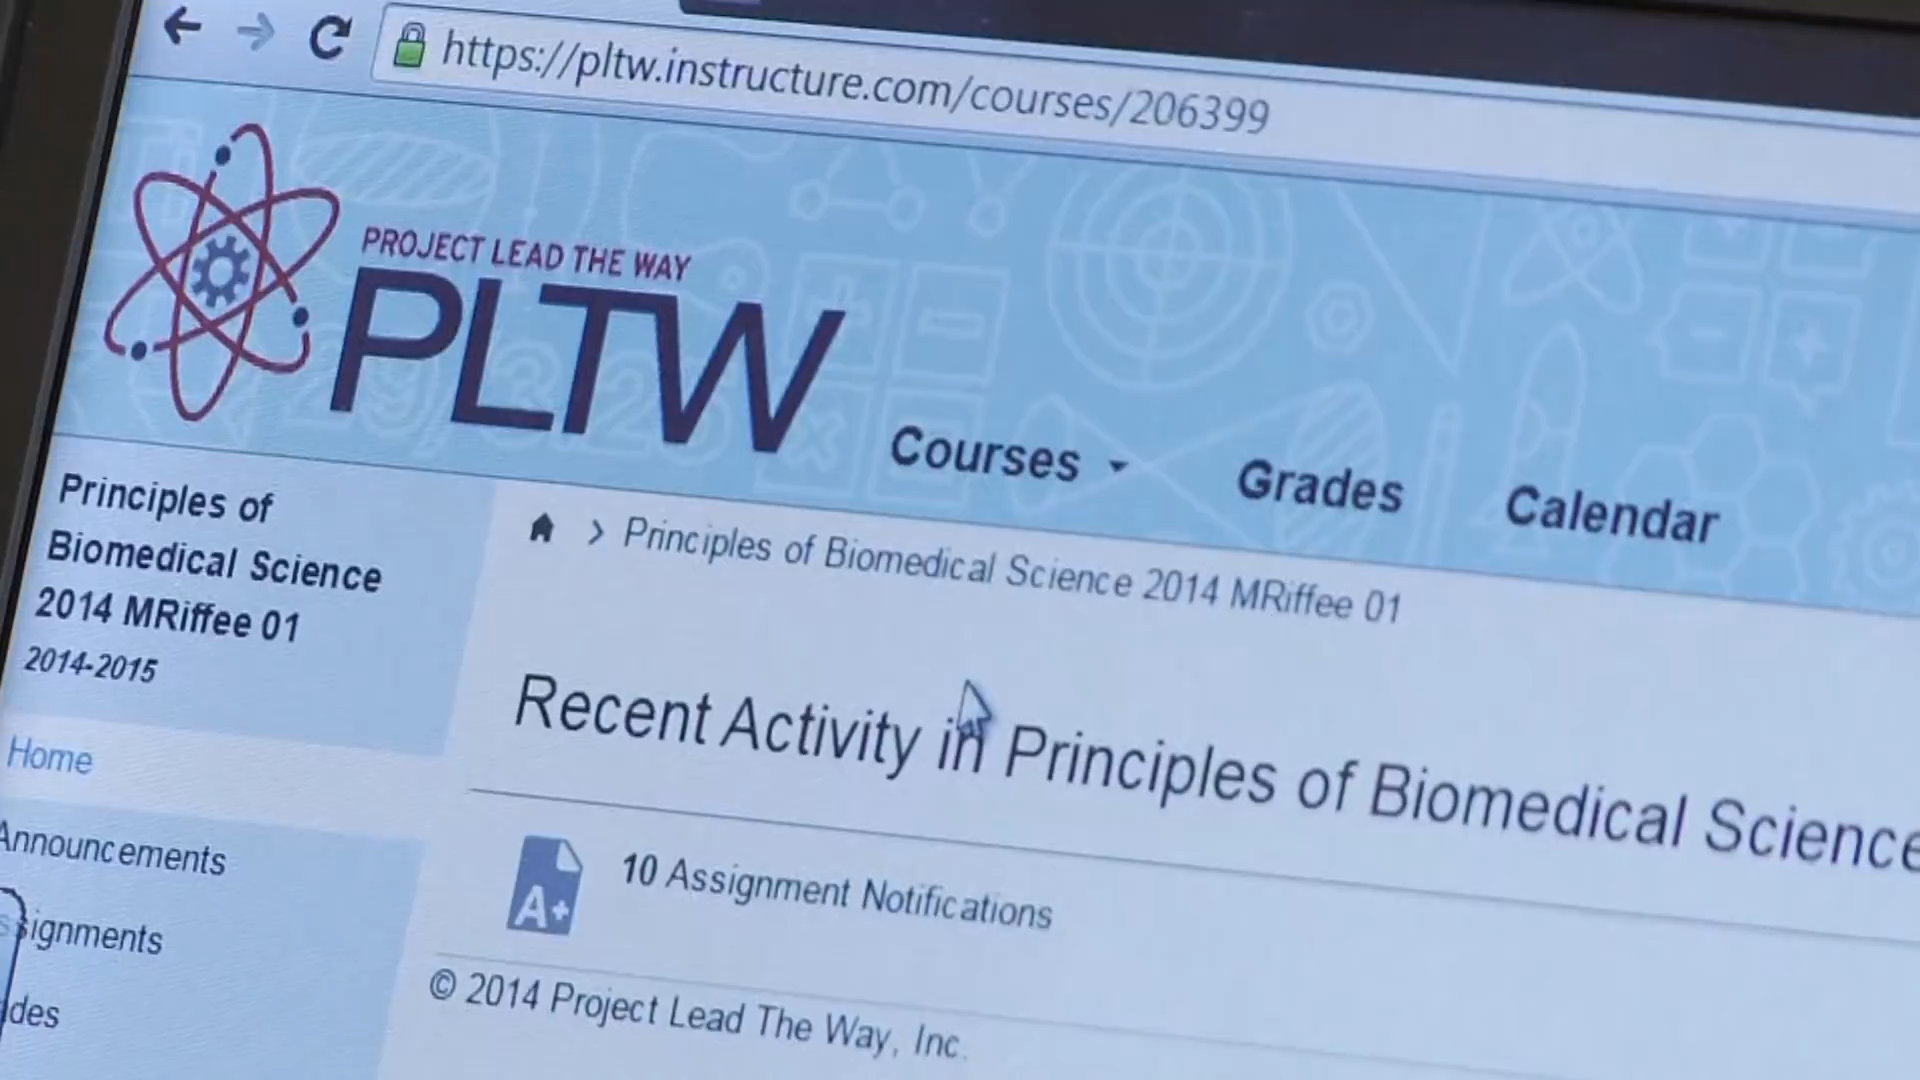 https://pltw.instructure.com/courses/206399
PROJECT LEAD THE WAY
PLTW
Courses
Grades
Calendar
Principles of
Biomedical Science
2014 MRiffee 01
2014-2015
Home
Announcements
signments
des
> Principles of Biomedical Science 2014 MRiffee 01
Recent Activity in Principles of Biomedical Science
A+
10 Assignment Notifications
© 2014 Project Lead The Way, Inc.